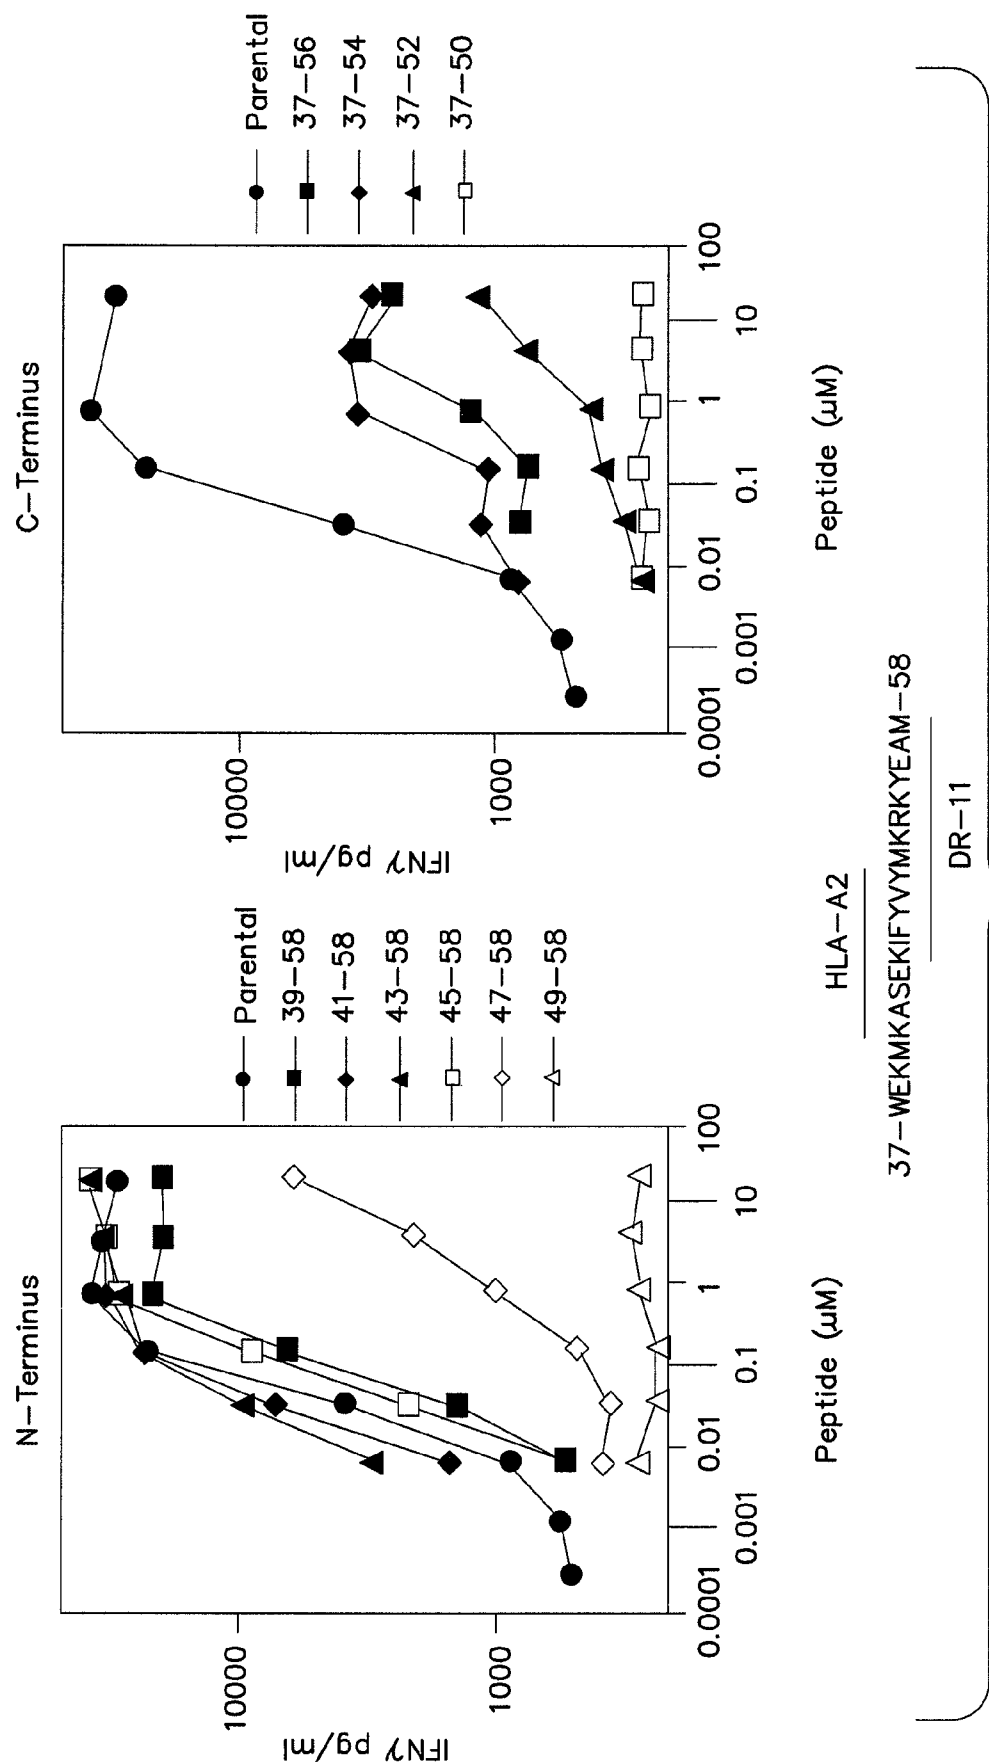 N-Terminus
IFNγ pg/ml
10000
1000
0.0001
0.001
0.01
0.1
1
10
100
Peptide (μM)
Parental
39-58
41-58
43-58
45-58
47-58
49-58
C-Terminus
IFNγ pg/ml
10000
1000
0.0001
0.001
0.01
0.1
1
10
100
Peptide (μM)
Parental
37-56
37-54
37-52
37-50
HLA-A2
37-WEKMKASEKIFYVYMKRKYEAM-58
DR-11